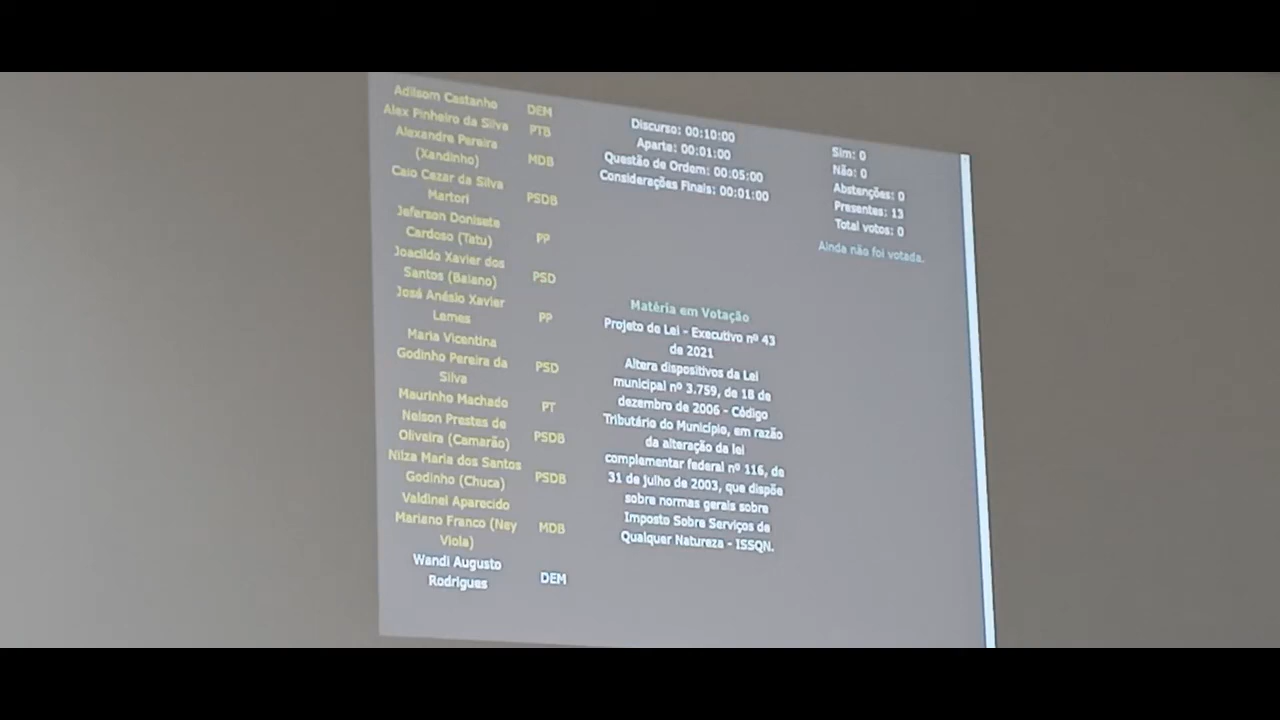 Adilsom Castanho DEM
Alex Pinheiro da Silva PTB
Alexandre Pereira
(Xandinho) MDB
Caio Cezar da Silva
Martori PSDB
Jeferson Donisete
Cardoso (Tatu) PP
Joacildo Xavier dos
Santos (Baiano) PSD
José Anésio Xavier
Lemes PP
Maria Vicentina
Godinho Pereira da
Silva PSD
Maurinho Machado PT
Nelson Prestes de
Oliveira (Camarão) PSDB
Nilza Maria dos Santos
Godinho (Chuca) PSDB
Valdinei Aparecido
Mariano Franco (Ney
Viola) MDB
Wandi Augusto
Rodrigues DEM
Discurso: 00:10:00
Aparte: 00:01:00
Questão de Ordem: 00:05:00
Considerações Finais: 00:01:00
Matéria em Votação
Projeto de Lei - Executivo nº 43
de 2021
Altera dispositivos da Lei
municipal nº 3.759, de 18 de
dezembro de 2006 - Código
Tributário do Município, em razão
da alteração da lei
complementar federal nº 116, de
31 de julho de 2003, que dispõe
sobre normas gerais sobre
Imposto Sobre Serviços de
Qualquer Natureza - ISSQN.
Sim: 0
Não: 0
Abstenções: 0
Presentes: 13
Total votos: 0
Ainda não foi votada.